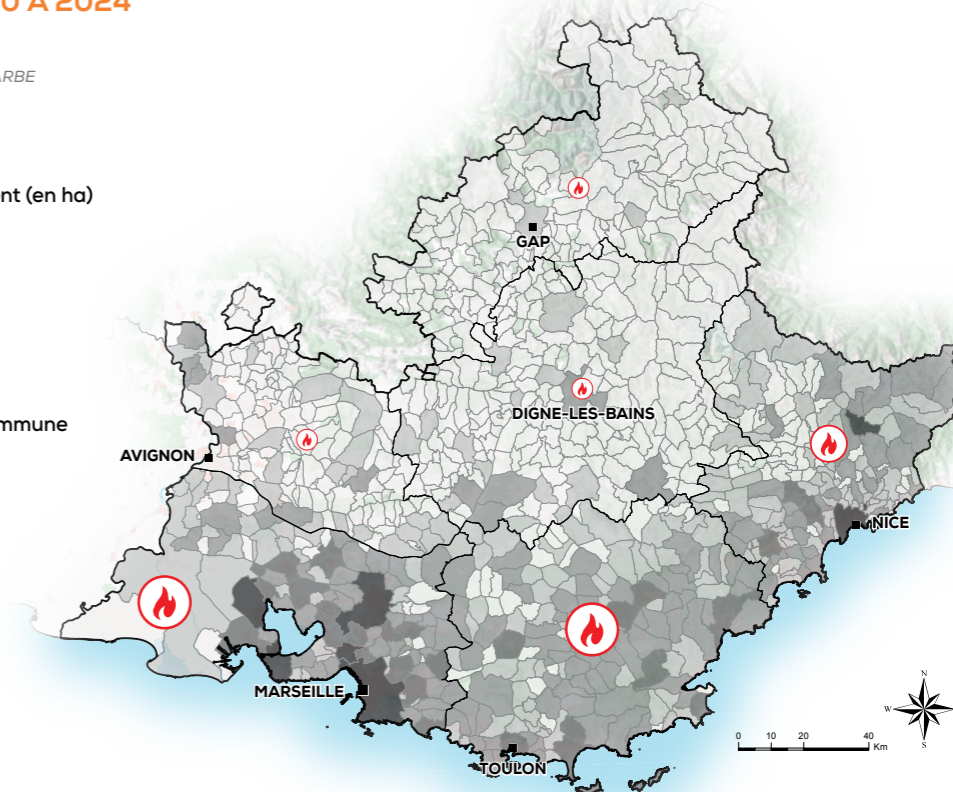 0 À 2024
ARBE
nt (en ha)
mmune
GAP
DIGNE-LES-BAINS
AVIGNON
NICE
MARSEILLE
TOULON
N
W
S
0 10 20 40
Km